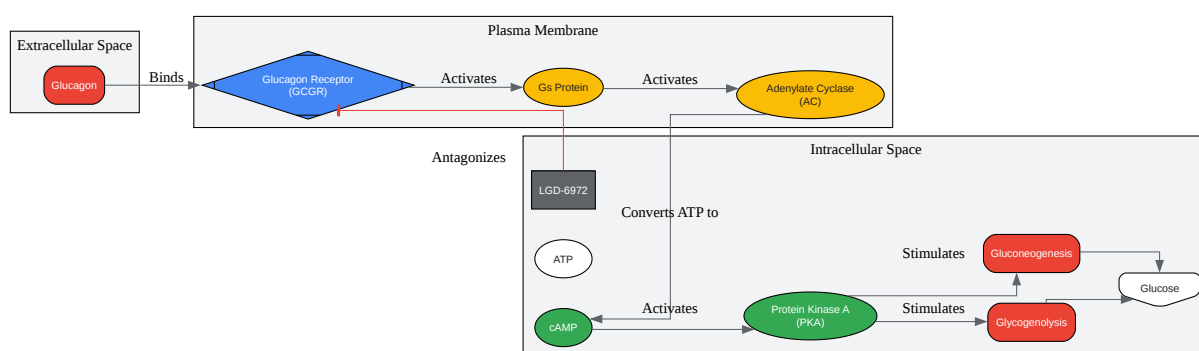 Extracellular Space
Glucagon
Binds
Plasma Membrane
Glucagon Receptor
(GCGR)
Activates
Gs Protein
Activates
Adenylate Cyclase
(AC)
Antagonizes
Intracellular Space
LGD-6972
Converts ATP to
ATP
cAMP
Activates
Protein Kinase A
(PKA)
Stimulates
Gluconeogenesis
Stimulates
Glycogenolysis
Glucose